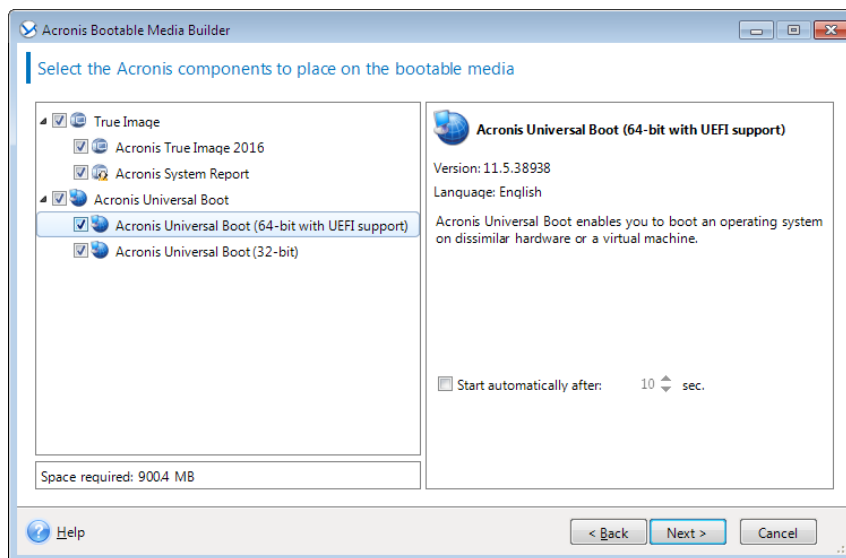 Acronis Bootable Media Builder
Select the Acronis components to place on the bootable media
True Image
Acronis True Image 2016
Acronis System Report
Acronis Universal Boot
Acronis Universal Boot (64-bit with UEFI support)
Acronis Universal Boot (32-bit)
Space required: 900.4 MB
Acronis Universal Boot (64-bit with UEFI support)
Version: 11.5.38938
Language: English
Acronis Universal Boot enables you to boot an operating system
on dissimilar hardware or a virtual machine.
Start automatically after: 10 sec.
Help
< Back Next > Cancel